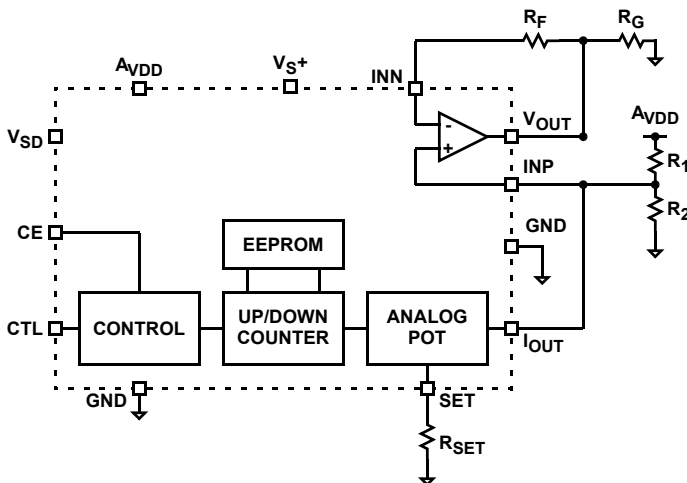 RF
RG
AVDD
VS+
INN
VOUT
AVDD
VSD
-
+
R1
INP
R2
CE
EEPROM
GND
CTL
CONTROL
UP/DOWN
COUNTER
ANALOG
POT
IOUT
GND
SET
RSET